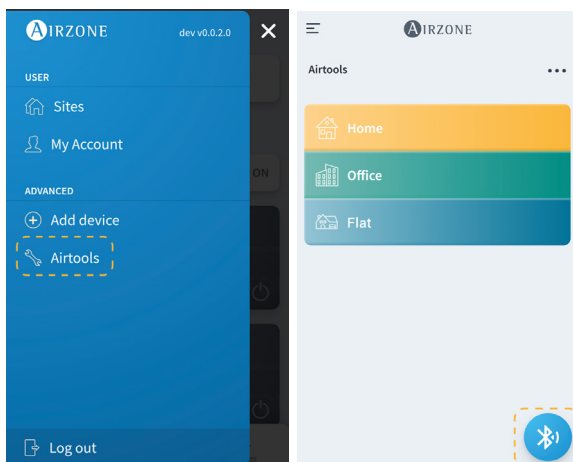 AIRZONE dev v0.0.2.0
USER
Sites
My Account
ADVANCED
Add device
Airtools
Log out
ON
AIRZONE
Airtools
Home
Office
Flat